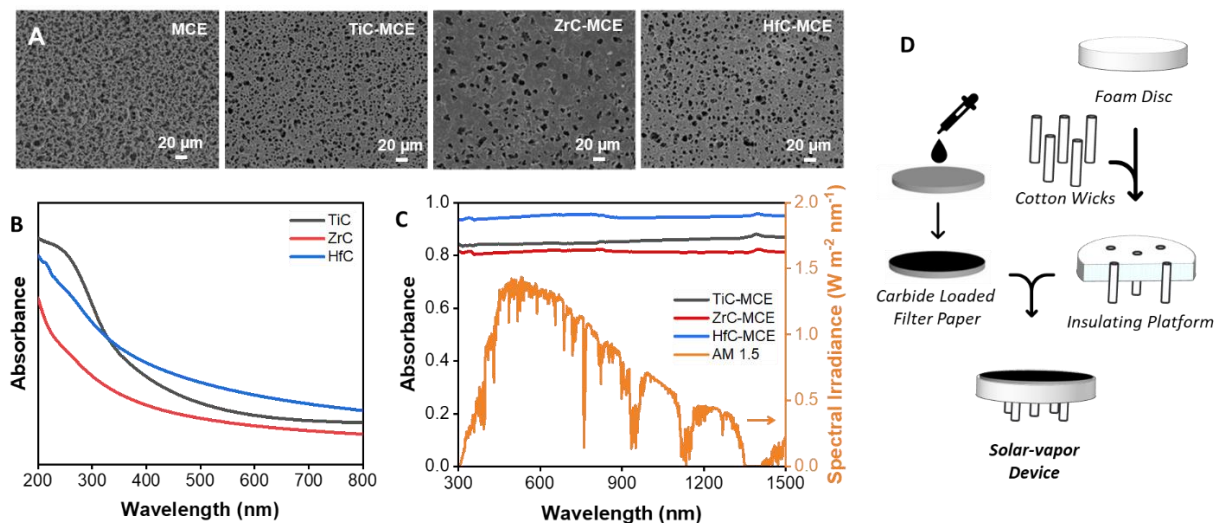 A
MCE
20 µm
TiC-MCE
20 µm
ZrC-MCE
20 µm
HfC-MCE
20 µm
B
TiC
ZrC
HfC
Absorbance
200 300 400 500 600 700 800
Wavelength (nm)
C
1.0
0.8
0.6
0.4
0.2
0.0
Absorbance
TiC-MCE
ZrC-MCE
HfC-MCE
AM 1.5
2.0
1.5
1.0
0.5
0.0
Spectral Irradiance (W m⁻² nm⁻¹)
300 600 900 1200 1500
Wavelength (nm)
D
Foam Disc
Cotton Wicks
Carbide Loaded
Filter Paper
Insulating Platform
Solar-vapor
Device